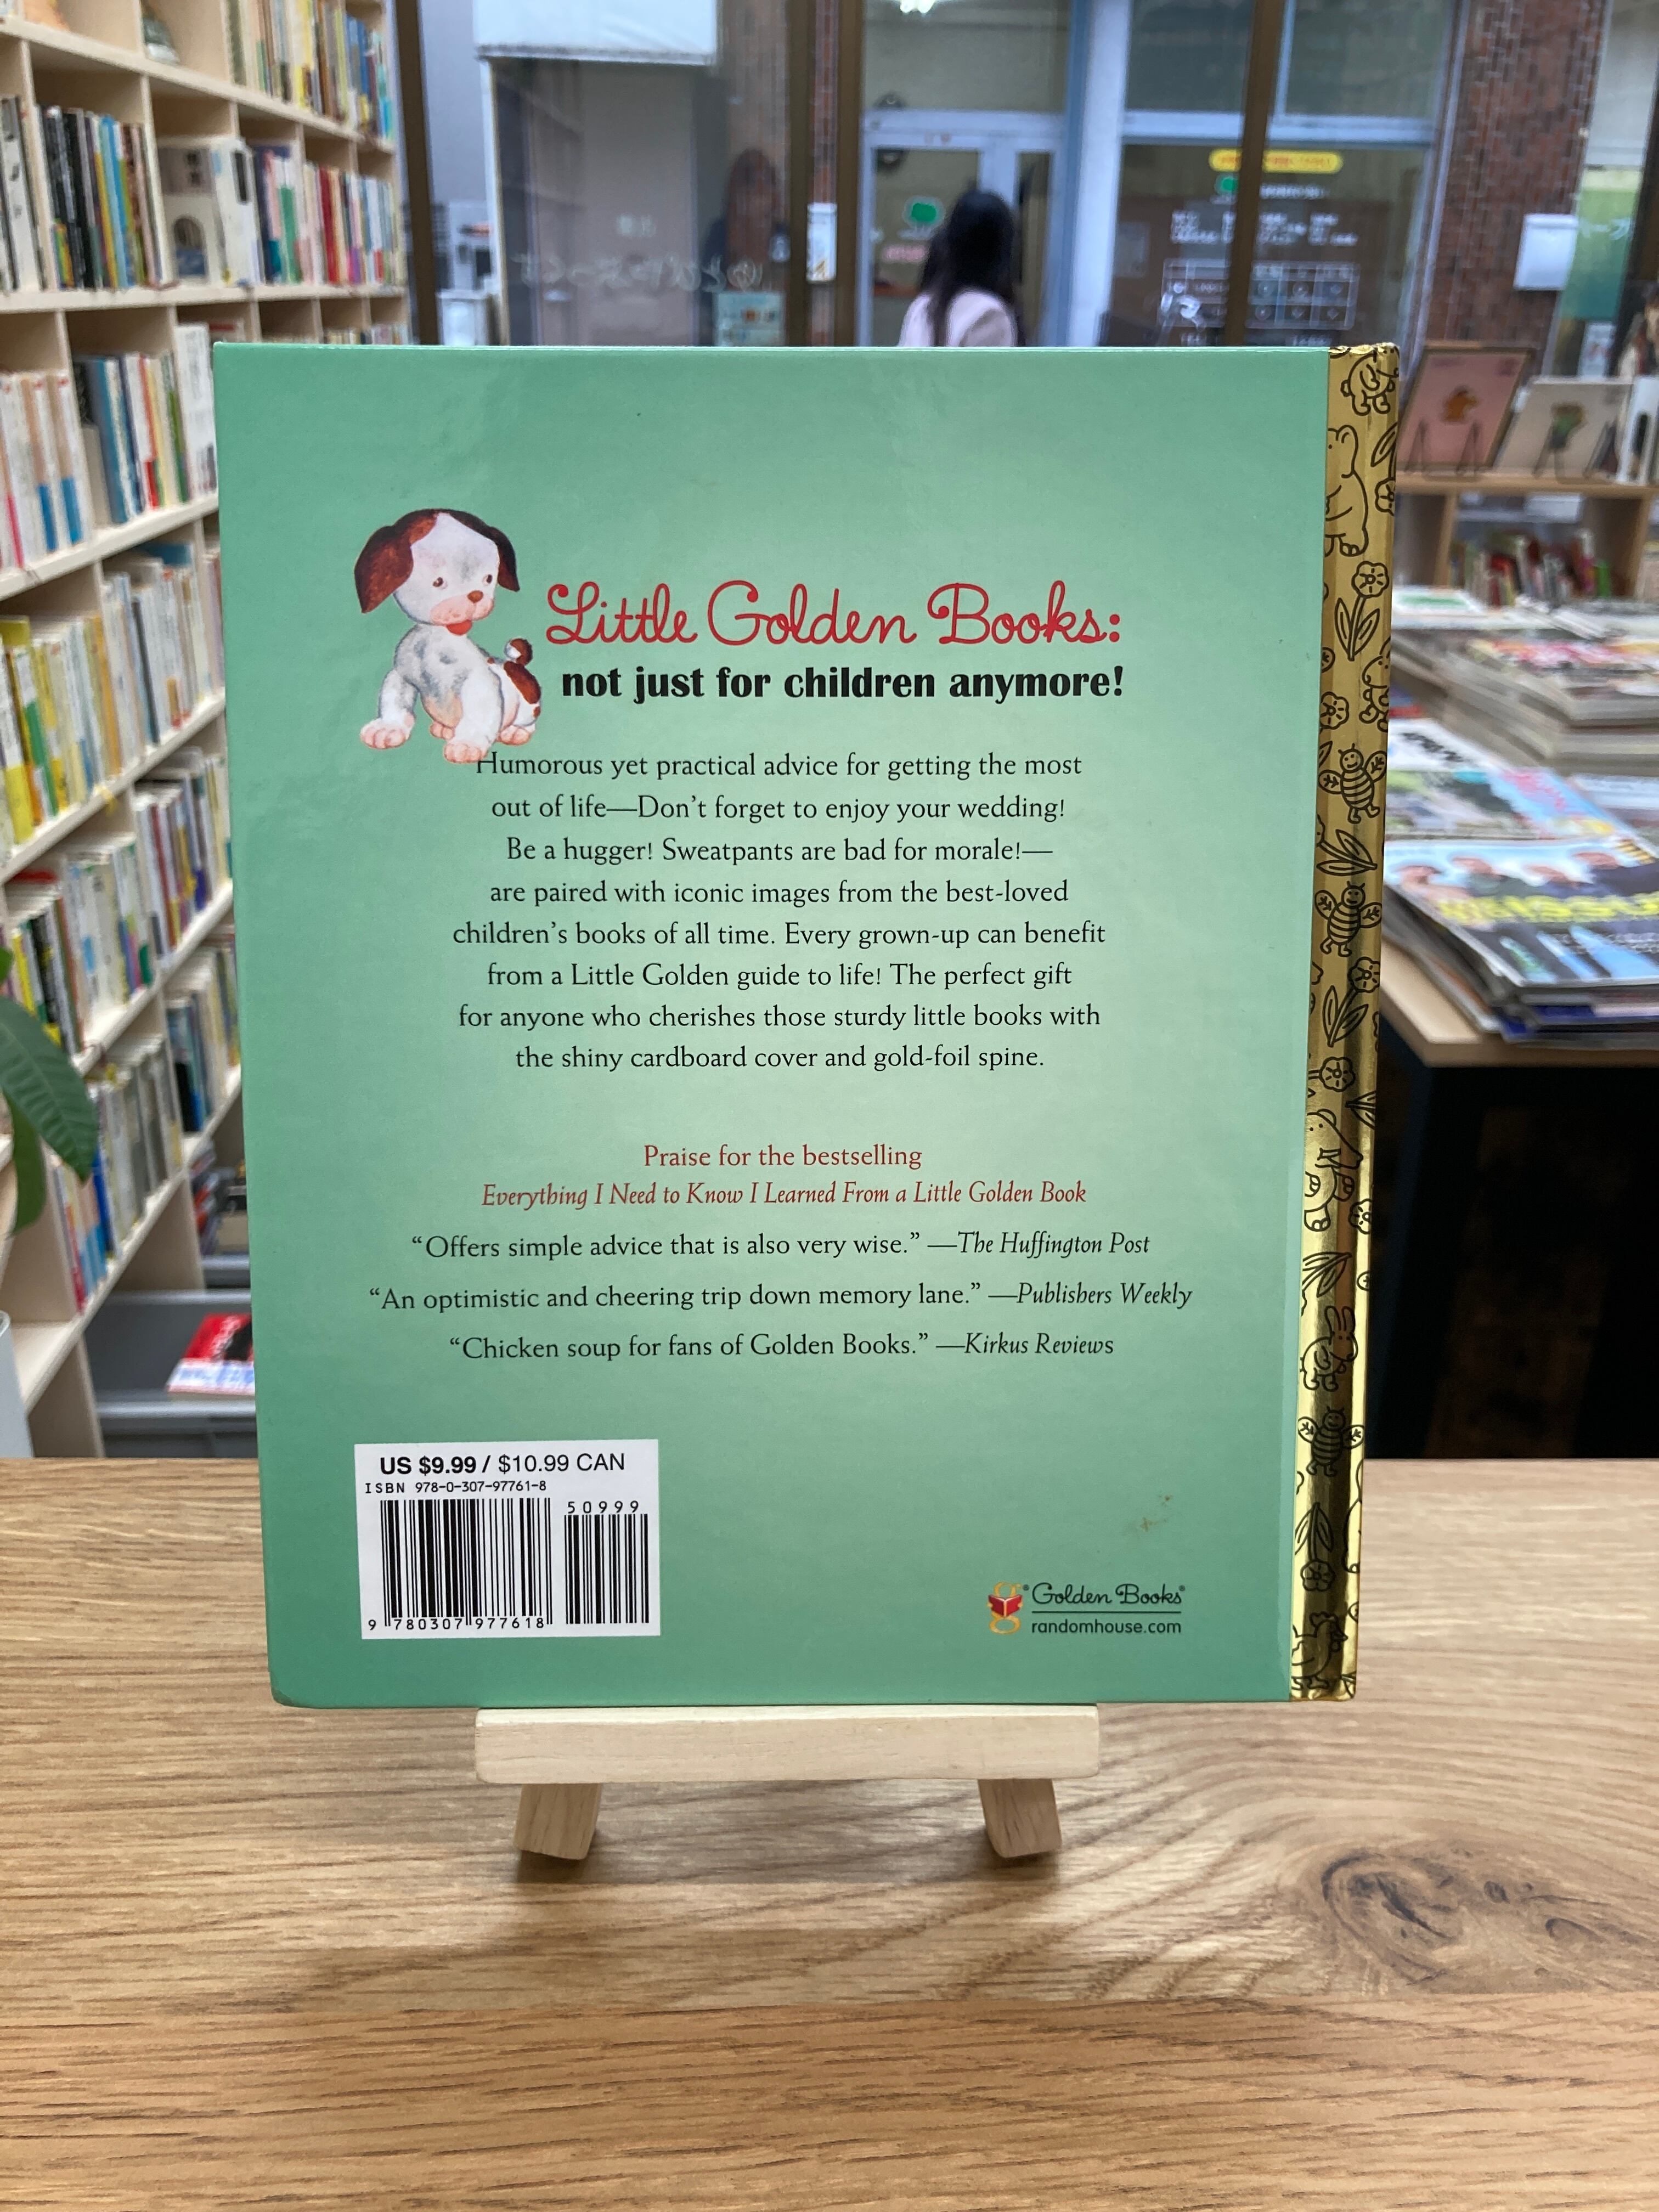 Little Golden Books:
not just for children anymore!
Humorous yet practical advice for getting the most
out of life—Don't forget to enjoy your wedding!
Be a hugger! Sweatpants are bad for morale!—
are paired with iconic images from the best-loved
children's books of all time. Every grown-up can benefit
from a Little Golden guide to life! The perfect gift
for anyone who cherishes those sturdy little books with
the shiny cardboard cover and gold-foil spine.
Praise for the bestselling
Everything I Need to Know I Learned From a Little Golden Book
“Offers simple advice that is also very wise.” —The Huffington Post
“An optimistic and cheering trip down memory lane.” —Publishers Weekly
“Chicken soup for fans of Golden Books.” —Kirkus Reviews
US $9.99 / $10.99 CAN
ISBN 978-0-307-97761-8
50999
9 780307 977618
Golden Books®
randomhouse.com